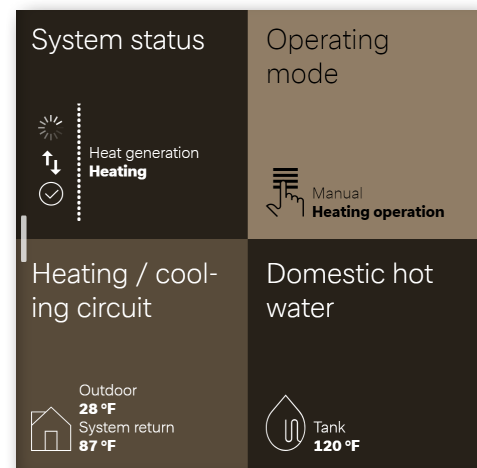 System status
Heat generation
Heating
Operating
mode
Manual
Heating operation
Heating / cool-
ing circuit
Outdoor
28 °F
System return
87 °F
Domestic hot
water
Tank
120 °F